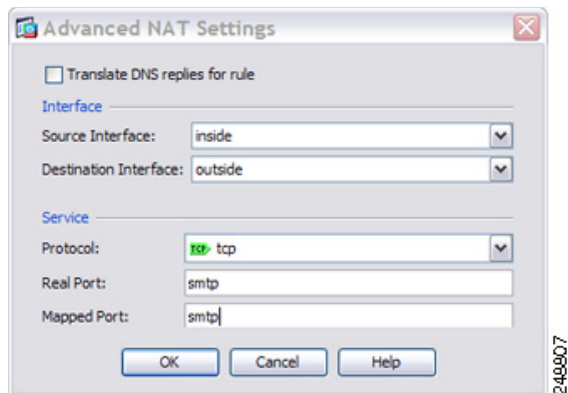 Advanced NAT Settings
Translate DNS replies for rule
Interface
Source Interface: inside
Destination Interface: outside
Service
Protocol: TCP tcp
Real Port: smtp
Mapped Port: smtp
OK Cancel Help
248907